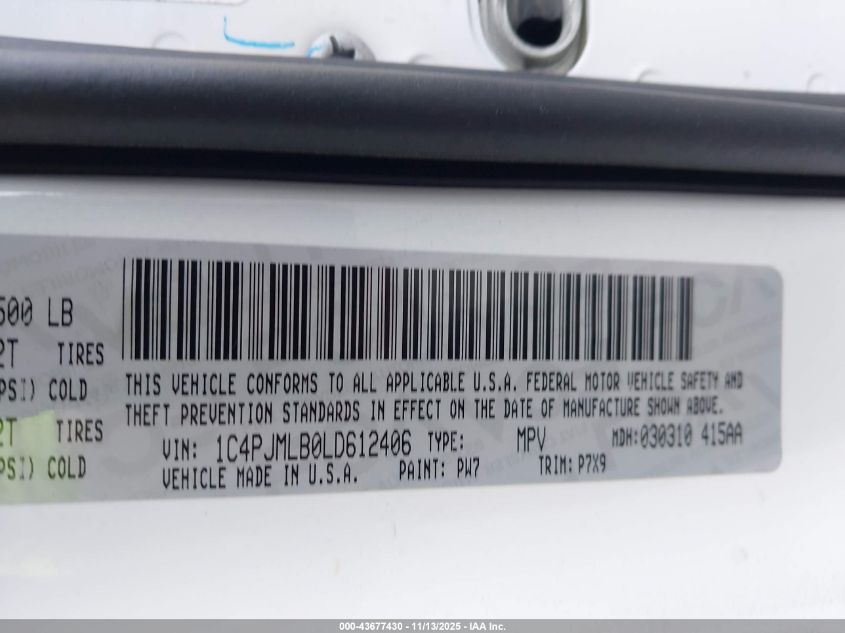 500 LB
2T TIRES
PSI) COLD
2T TIRES
PSI) COLD
THIS VEHICLE CONFORMS TO ALL APPLICABLE U.S.A. FEDERAL MOTOR VEHICLE SAFETY AND
THEFT PREVENTION STANDARDS IN EFFECT ON THE DATE OF MANUFACTURE SHOWN ABOVE.
VIN: 1C4PJMLB0LD612406 TYPE: MPV MDH:030310 415AA
VEHICLE MADE IN U.S.A. PAINT: PW7 TRIM: P7X9
000-43677430 - 11/13/2025 - IAA Inc.